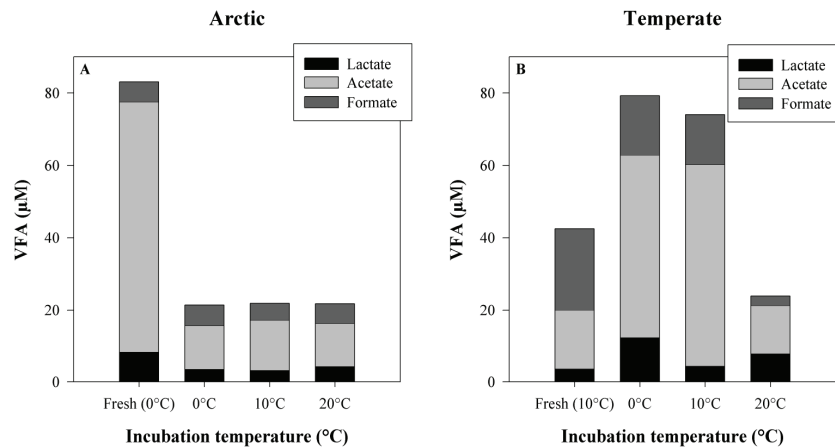 Arctic
A
Lactate
Acetate
Formate
80
60
40
20
0
VFA (µM)
Fresh (0°C) 0°C 10°C 20°C
Incubation temperature (°C)
Temperate
B
Lactate
Acetate
Formate
80
60
40
20
0
VFA (µM)
Fresh (10°C) 0°C 10°C 20°C
Incubation temperature (°C)